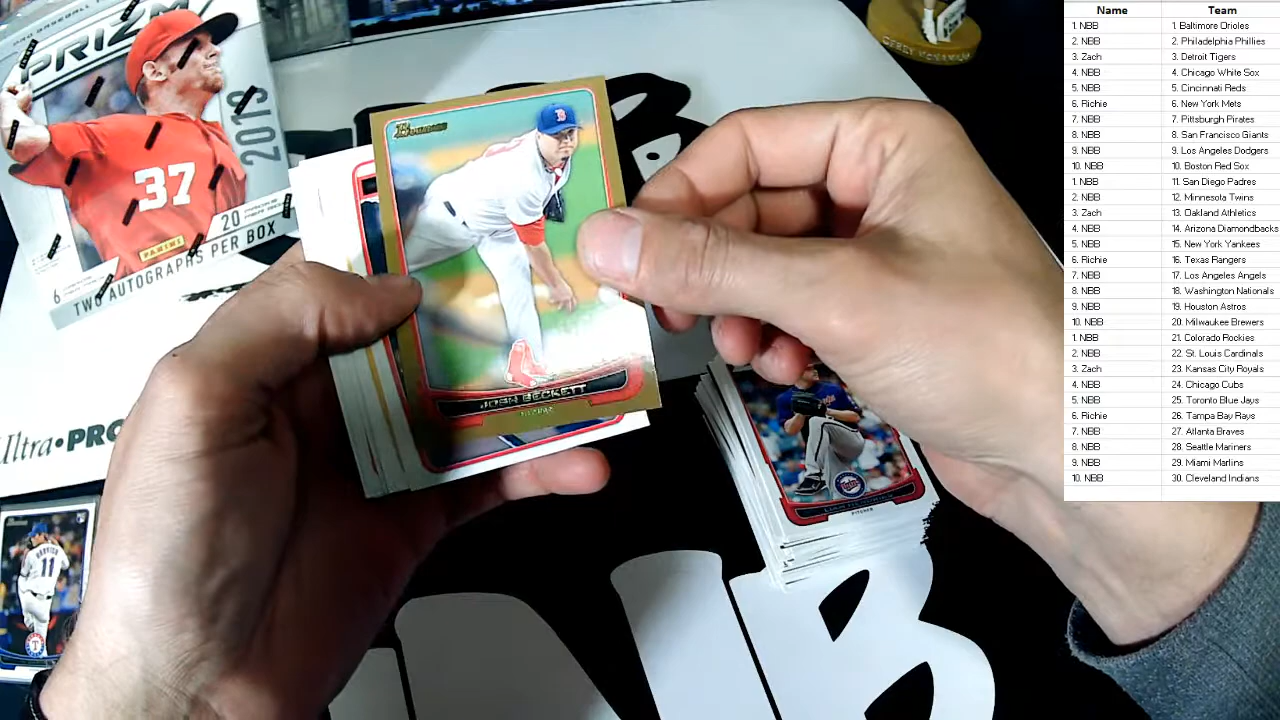 PRIZM
37
2013
20
PER BOX
6
TWO AUTOGRAPHS PER BOX
PANINI
Ultra•PRO
11
Bowman
JOSH BECKETT
PITCHER
PITCHER
Name Team
1. NBB 1. Baltimore Orioles
2. NBB 2. Philadelphia Phillies
3. Zach 3. Detroit Tigers
4. NBB 4. Chicago White Sox
5. NBB 5. Cincinnati Reds
6. Richie 6. New York Mets
7. NBB 7. Pittsburgh Pirates
8. NBB 8. San Francisco Giants
9. NBB 9. Los Angeles Dodgers
10. NBB 10. Boston Red Sox
1. NBB 11. San Diego Padres
2. NBB 12. Minnesota Twins
3. Zach 13. Oakland Athletics
4. NBB 14. Arizona Diamondbacks
5. NBB 15. New York Yankees
6. Richie 16. Texas Rangers
7. NBB 17. Los Angeles Angels
8. NBB 18. Washington Nationals
9. NBB 19. Houston Astros
10. NBB 20. Milwaukee Brewers
1. NBB 21. Colorado Rockies
2. NBB 22. St. Louis Cardinals
3. Zach 23. Kansas City Royals
4. NBB 24. Chicago Cubs
5. NBB 25. Toronto Blue Jays
6. Richie 26. Tampa Bay Rays
7. NBB 27. Atlanta Braves
8. NBB 28. Seattle Mariners
9. NBB 29. Miami Marlins
10. NBB 30. Cleveland Indians